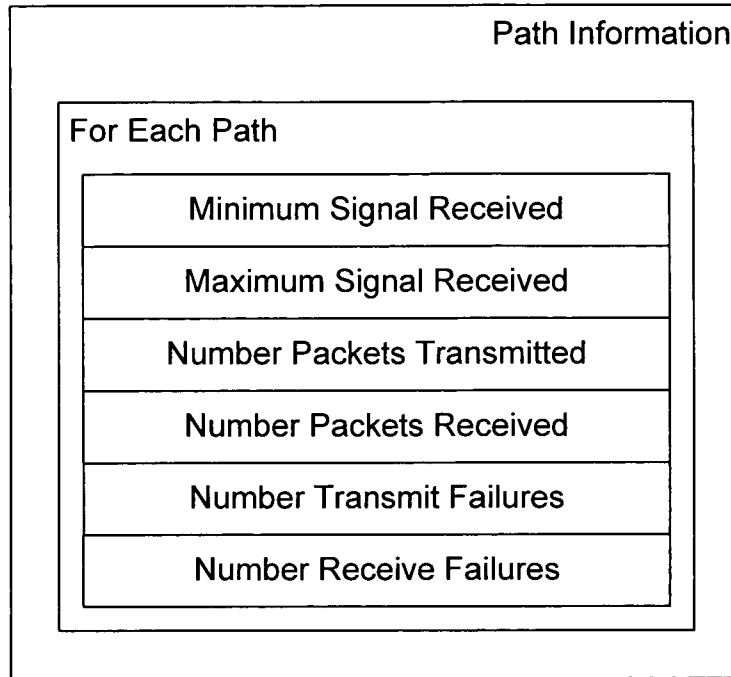 Path Information
For Each Path
Minimum Signal Received
Maximum Signal Received
Number Packets Transmitted
Number Packets Received
Number Transmit Failures
Number Receive Failures